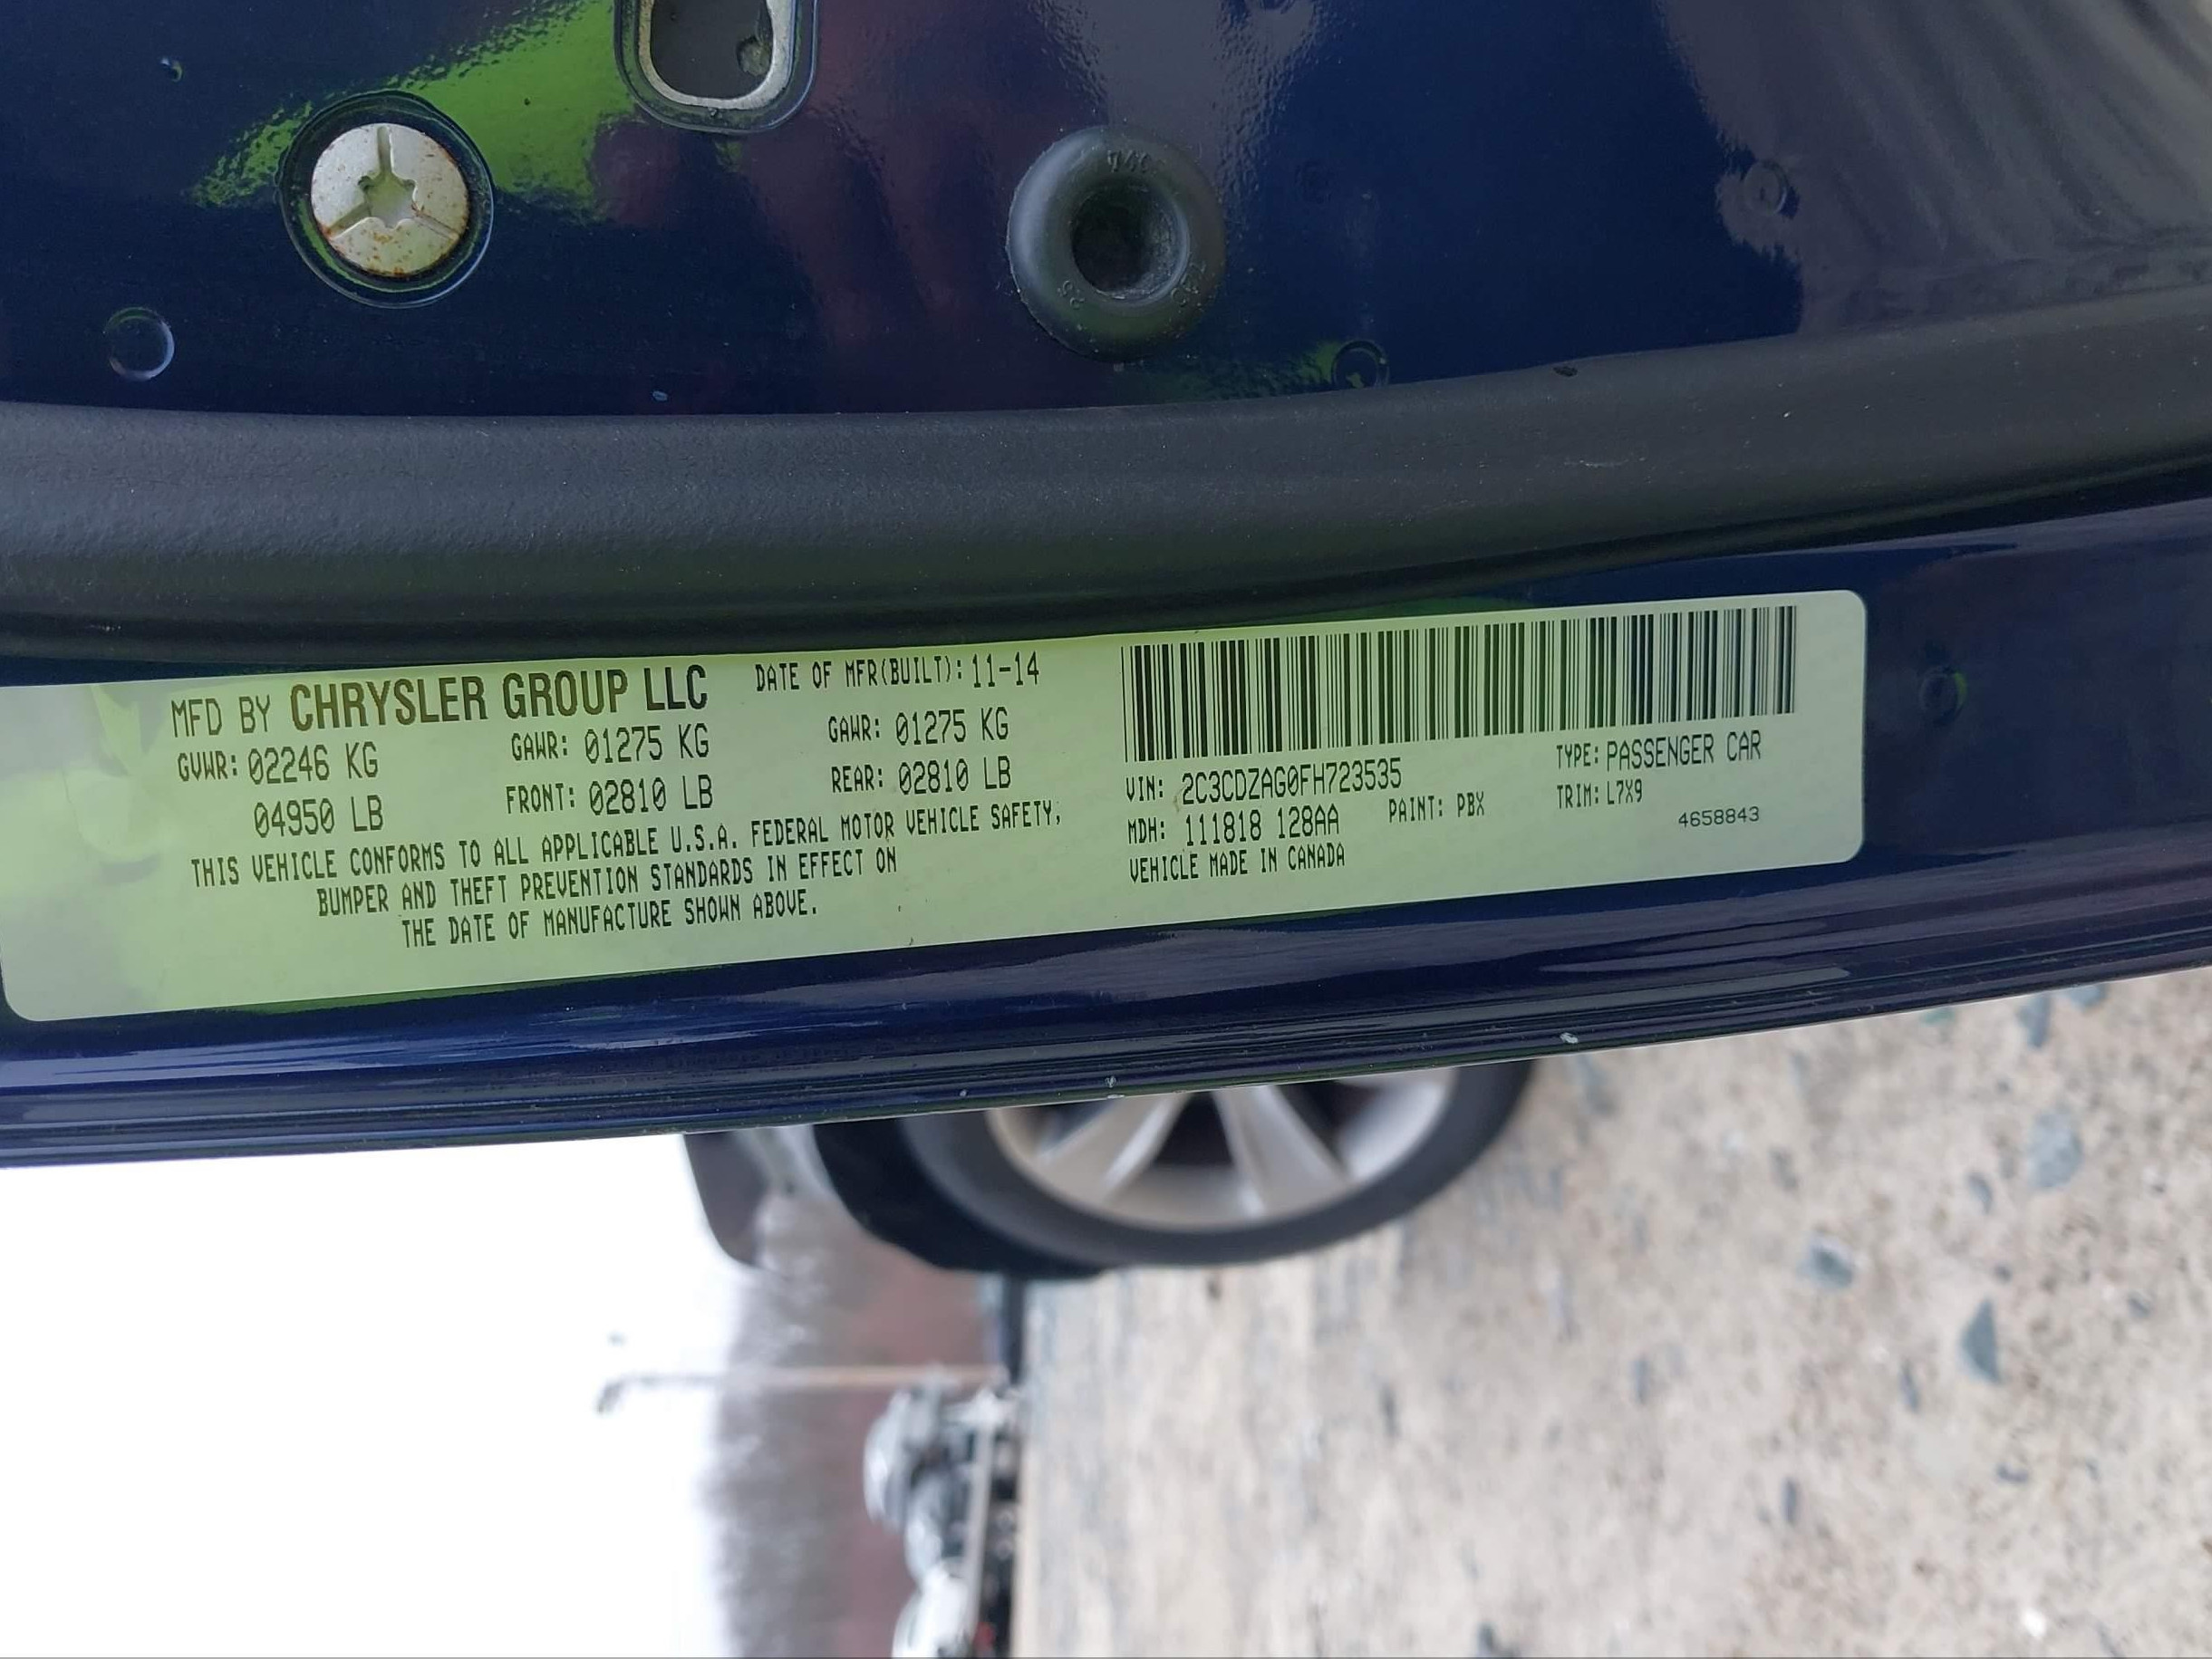 MFD BY CHRYSLER GROUP LLC DATE OF MFR(BUILT): 11-14
GVWR: 02246 KG GAWR: 01275 KG GAWR: 01275 KG
04950 LB FRONT: 02810 LB REAR: 02810 LB
THIS VEHICLE CONFORMS TO ALL APPLICABLE U.S.A. FEDERAL MOTOR VEHICLE SAFETY,
BUMPER AND THEFT PREVENTION STANDARDS IN EFFECT ON
THE DATE OF MANUFACTURE SHOWN ABOVE.
VIN: 2C3CDZAG0FH723535 TYPE: PASSENGER CAR
MDH: 111818 128AA PAINT: PBX TRIM: L7X9
VEHICLE MADE IN CANADA 4658843